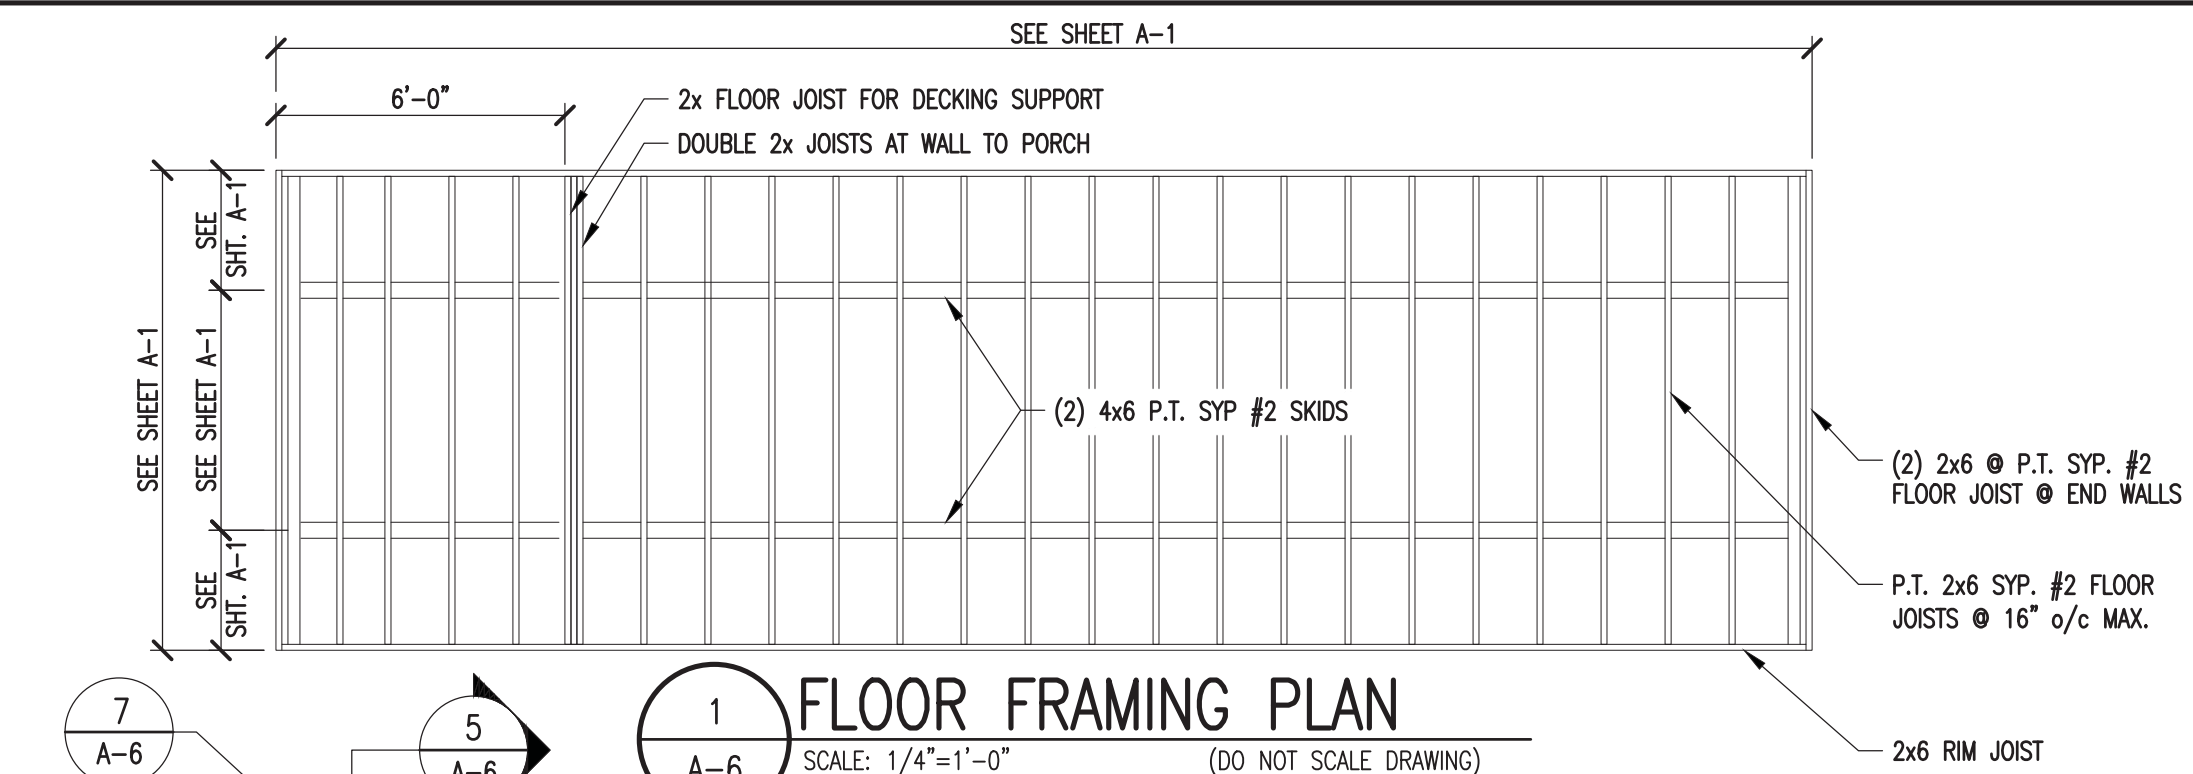 SEE SHEET A-1
6'-0"
2x FLOOR JOIST FOR DECKING SUPPORT
DOUBLE 2x JOISTS AT WALL TO PORCH
SEE
SHT. A-1
SEE SHEET A-1
SEE SHEET A-1
SEE
SHT. A-1
(2) 4x6 P.T. SYP #2 SKIDS
(2) 2x6 @ P.T. SYP. #2
FLOOR JOIST @ END WALLS
P.T. 2x6 SYP. #2 FLOOR
JOISTS @ 16" o/c MAX.
2x6 RIM JOIST
7
A-6
5
A-6
1
A-6
FLOOR FRAMING PLAN
SCALE: 1/4"=1'-0"
(DO NOT SCALE DRAWING)